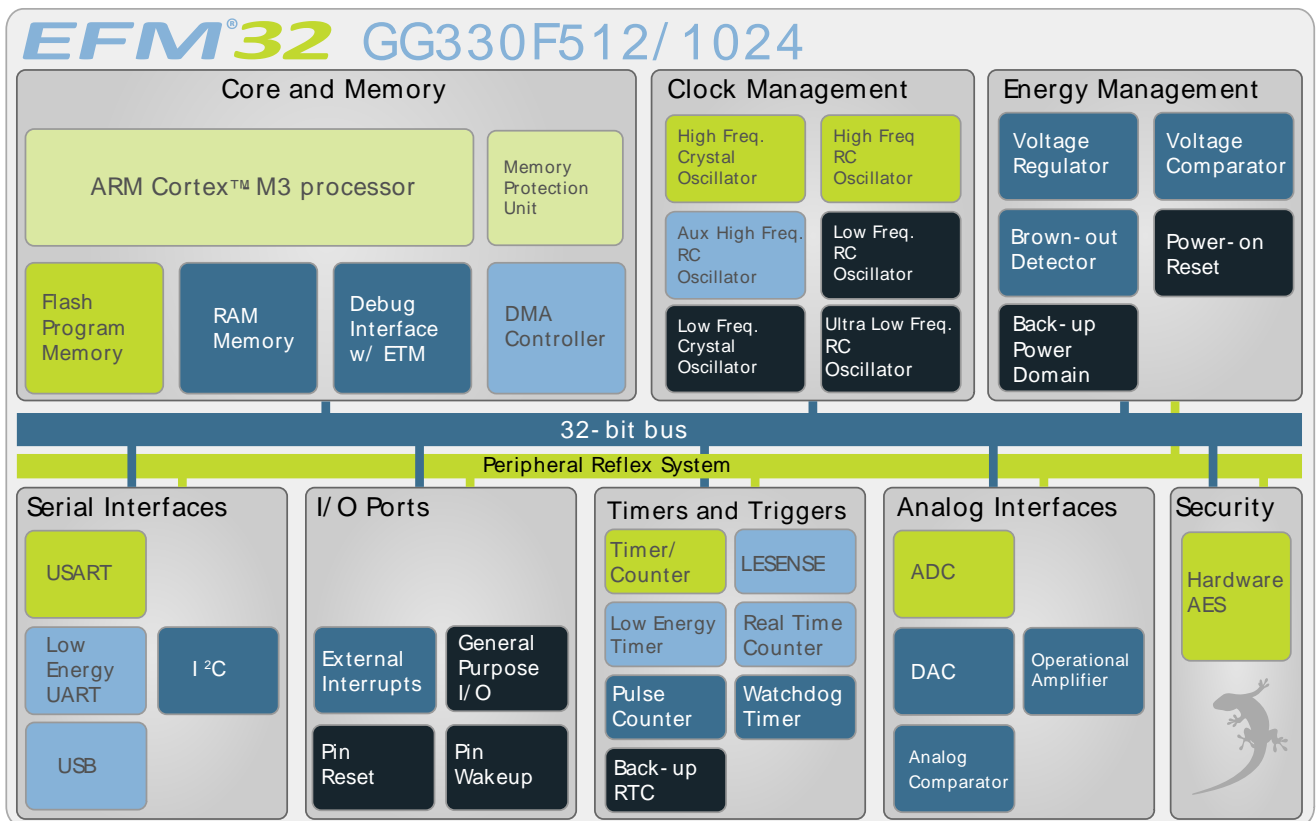 EFM®32 GG330F512/1024
Core and Memory
ARM Cortex™ M3 processor
Memory
Protection
Unit
Flash
Program
Memory
RAM
Memory
Debug
Interface
w/ ETM
DMA
Controller
Clock Management
High Freq.
Crystal
Oscillator
High Freq
RC
Oscillator
Aux High Freq.
RC
Oscillator
Low Freq.
RC
Oscillator
Low Freq.
Crystal
Oscillator
Ultra Low Freq.
RC
Oscillator
Energy Management
Voltage
Regulator
Voltage
Comparator
Brown-out
Detector
Power-on
Reset
Back-up
Power
Domain
32-bit bus
Peripheral Reflex System
Serial Interfaces
USART
Low
Energy
UART
I²C
USB
I/O Ports
External
Interrupts
General
Purpose
I/O
Pin
Reset
Pin
Wakeup
Timers and Triggers
Timer/
Counter
LESENSE
Low Energy
Timer
Real Time
Counter
Pulse
Counter
Watchdog
Timer
Back-up
RTC
Analog Interfaces
ADC
DAC
Operational
Amplifier
Analog
Comparator
Security
Hardware
AES